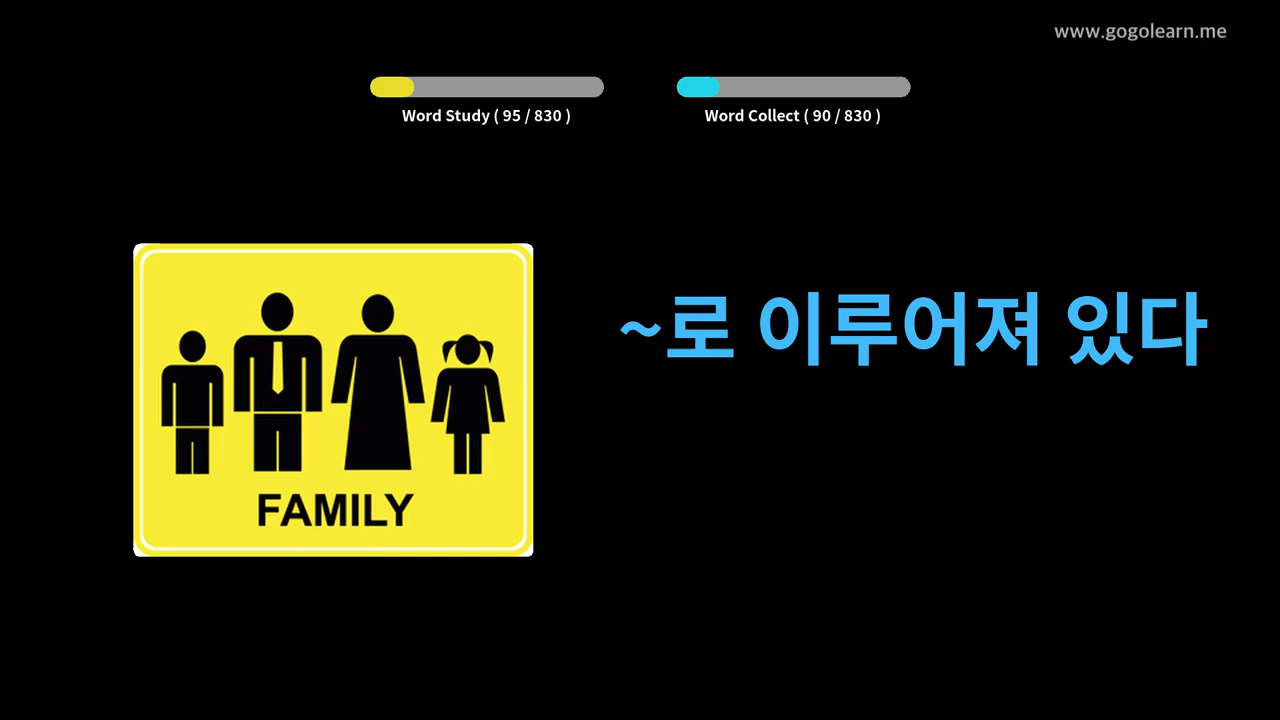 www.gogolearn.me
Word Study ( 95 / 830 )
Word Collect ( 90 / 830 )
~로 이루어져 있다
FAMILY